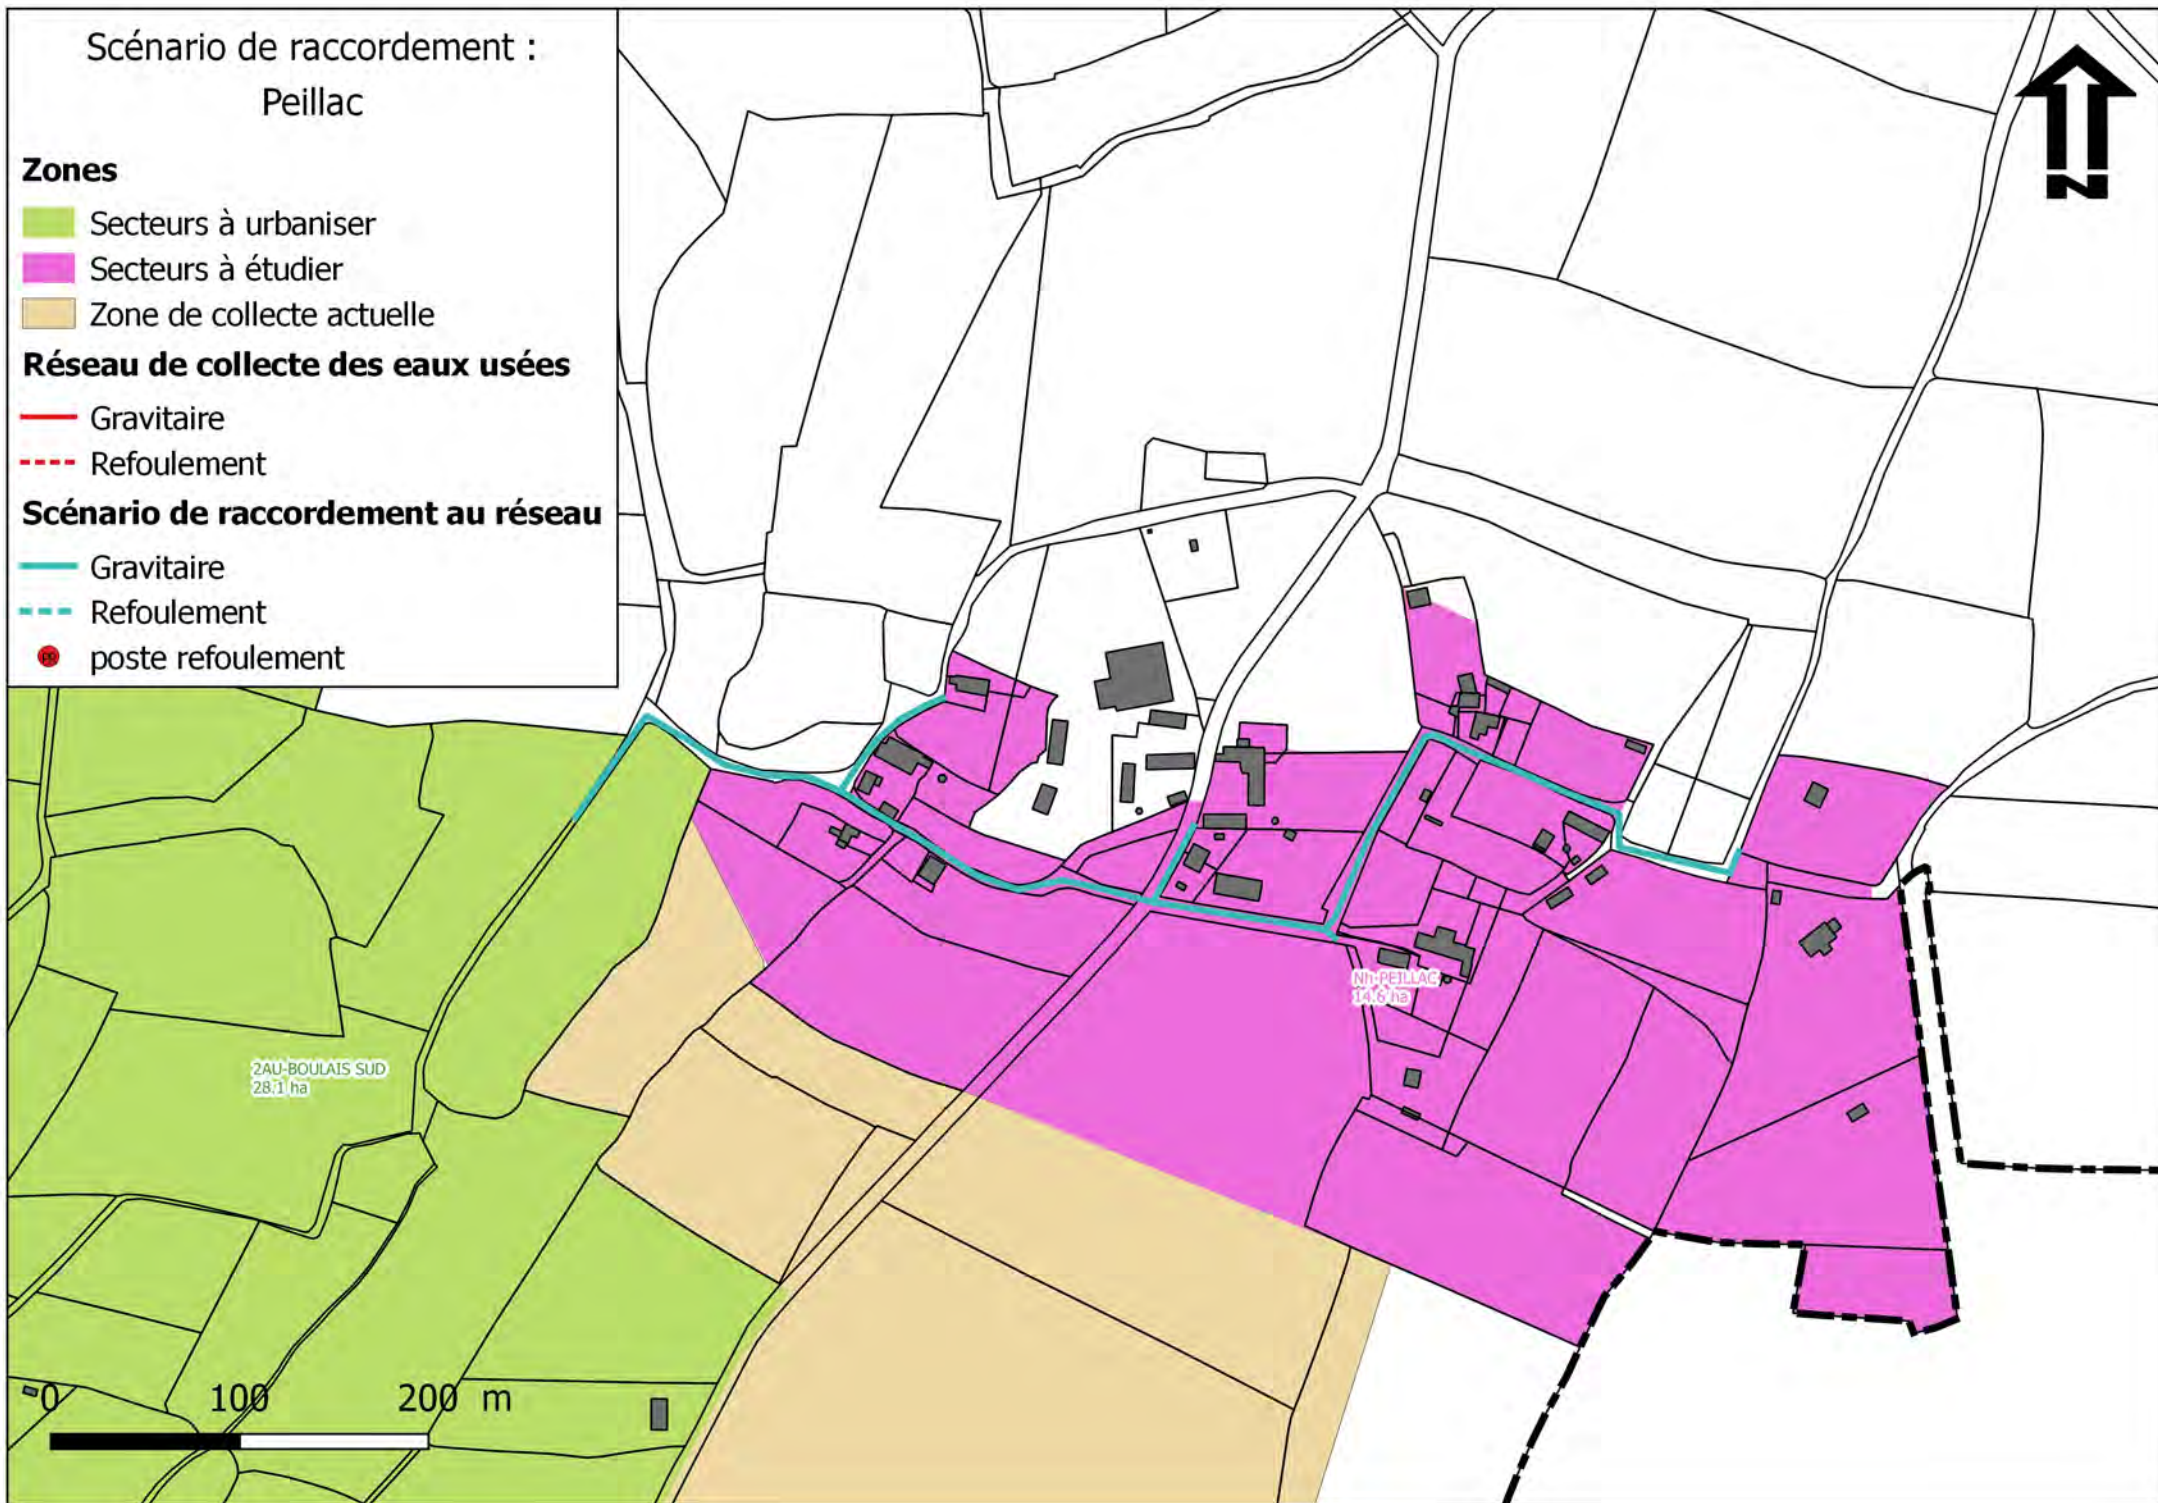 Scénario de raccordement :
Peillac
Zones
Secteurs à urbaniser
Secteurs à étudier
Zone de collecte actuelle
Réseau de collecte des eaux usées
Gravitaire
Refoulement
Scénario de raccordement au réseau
Gravitaire
Refoulement
PR poste refoulement
N
Nh-PEILLAC
14.6 ha
2AU-BOULAIS SUD
28.1 ha
0 100 200 m